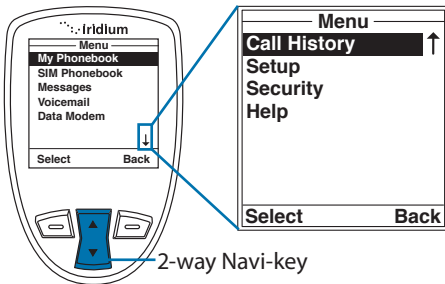 iridium
Menu
My Phonebook
SIM Phonebook
Messages
Voicemail
Data Modem
↓
Select Back
Menu
Call History ↑
Setup
Security
Help
Select Back
2-way Navi-key